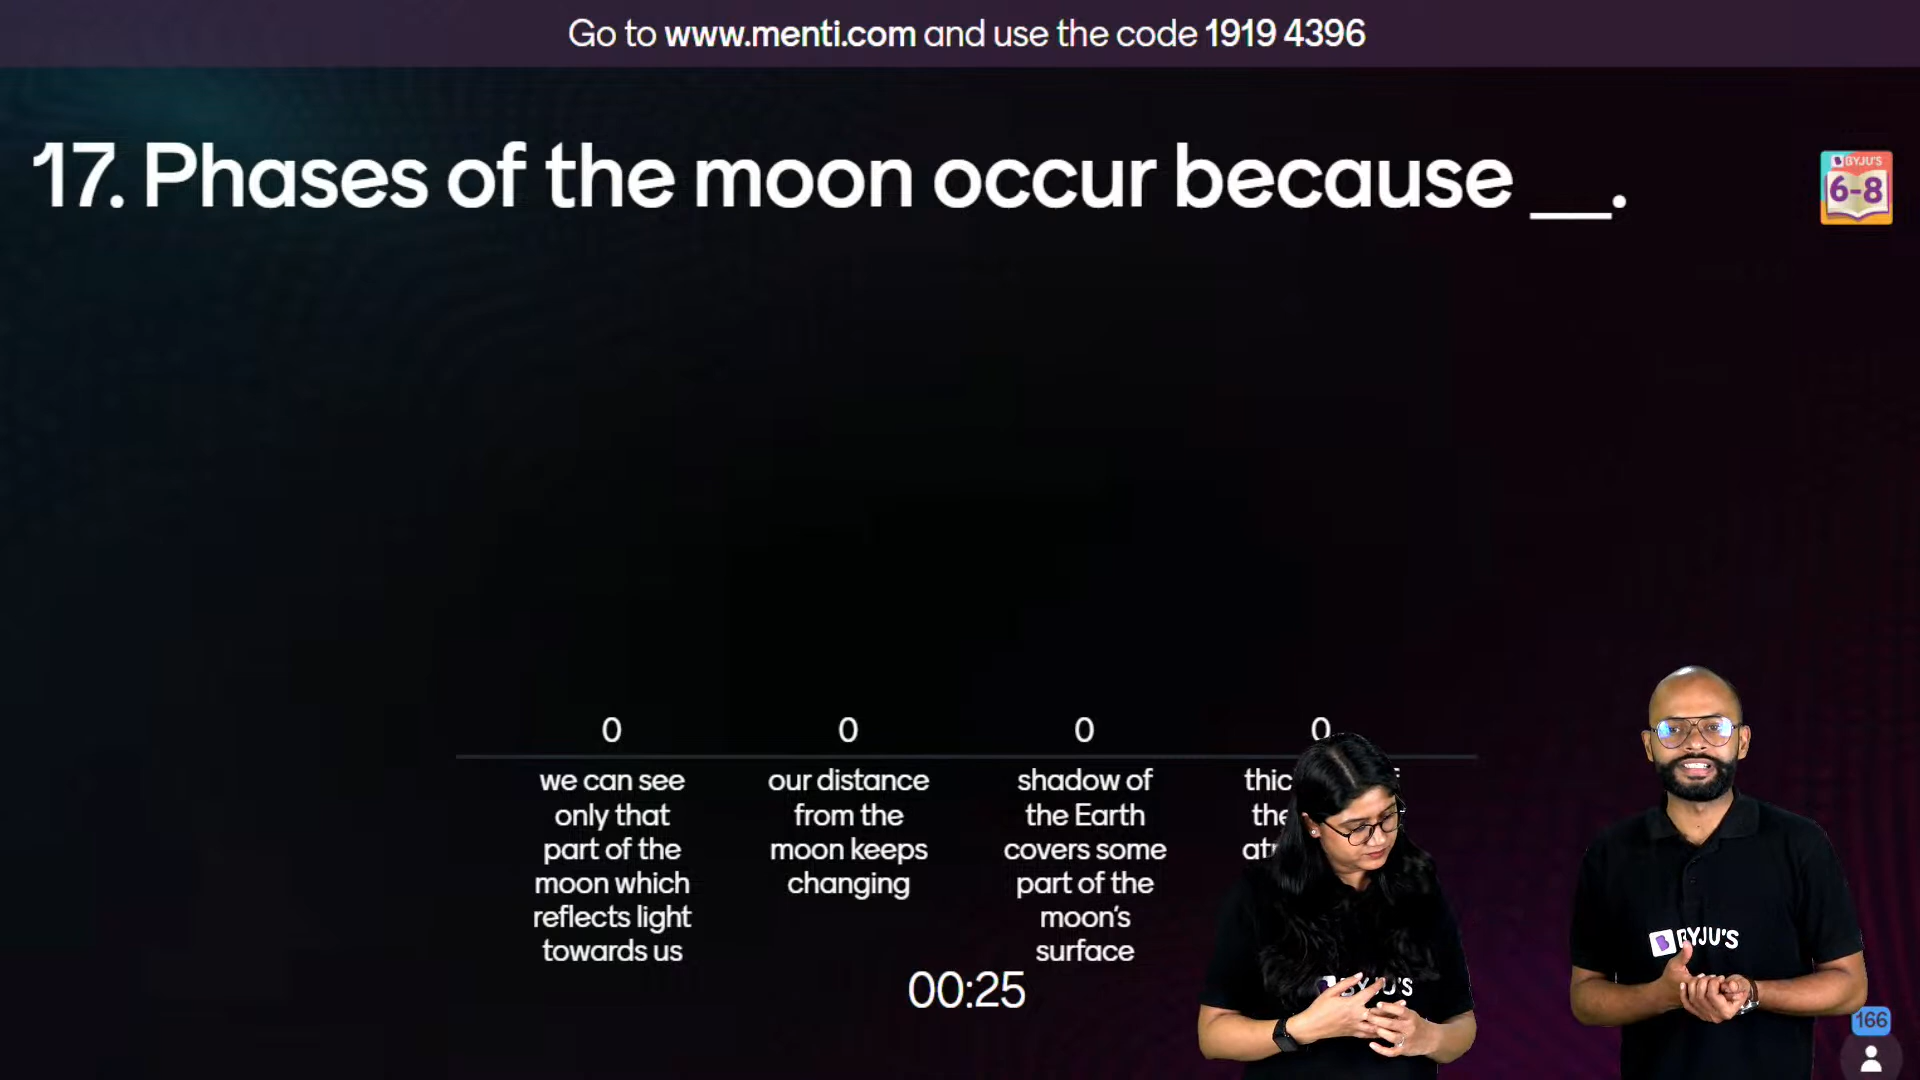 Go to www.menti.com and use the code 1919 4396
17. Phases of the moon occur because ___.
BYJU'S
6-8
0 0 0 0
we can see
only that
part of the
moon which
reflects light
towards us
our distance
from the
moon keeps
changing
shadow of
the Earth
covers some
part of the
moon's
surface
the
00:25
BYJU'S
BYJU'S
166